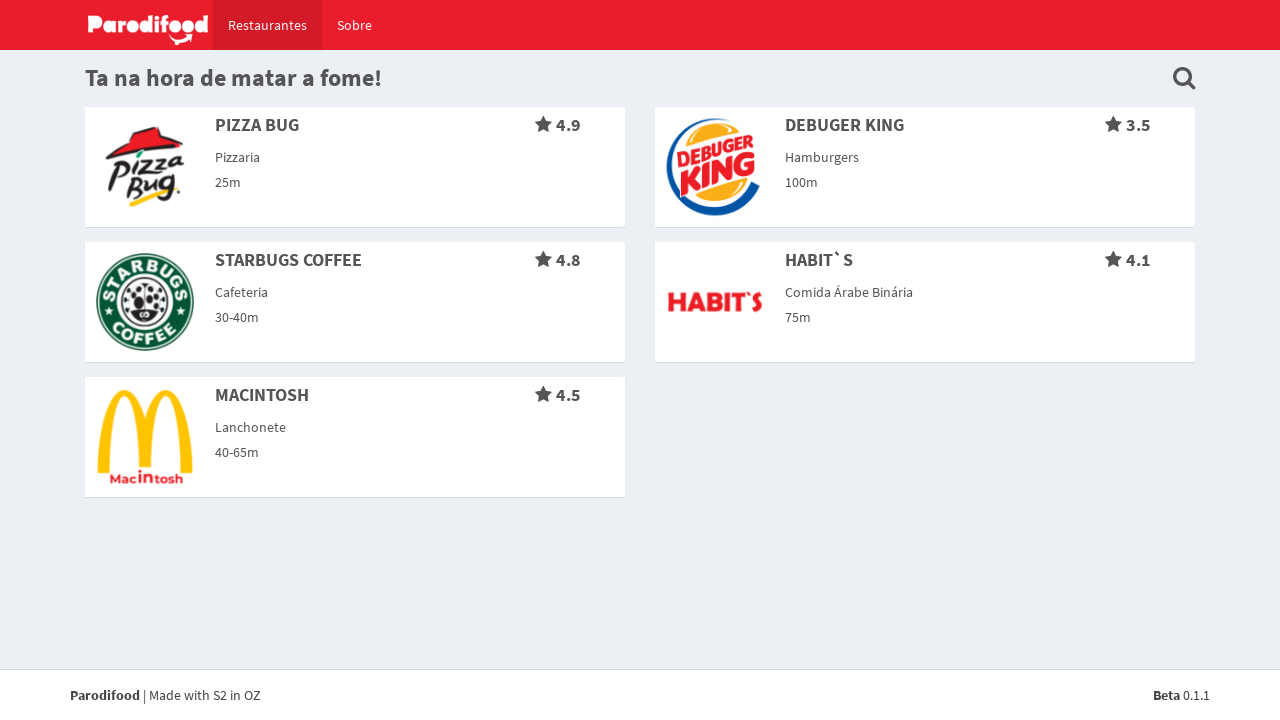 Parodifood Restaurantes Sobre
Ta na hora de matar a fome!
Pizza Bug.
PIZZA BUG 4.9
Pizzaria
25m
DEBUGER KING
DEBUGER KING 3.5
Hamburgers
100m
STARBUGS COFFEE
STARBUGS COFFEE 4.8
Cafeteria
30-40m
HABIT`S
HABIT`S 4.1
Comida Árabe Binária
75m
Macintosh
MACINTOSH 4.5
Lanchonete
40-65m
Parodifood | Made with S2 in OZ Beta 0.1.1